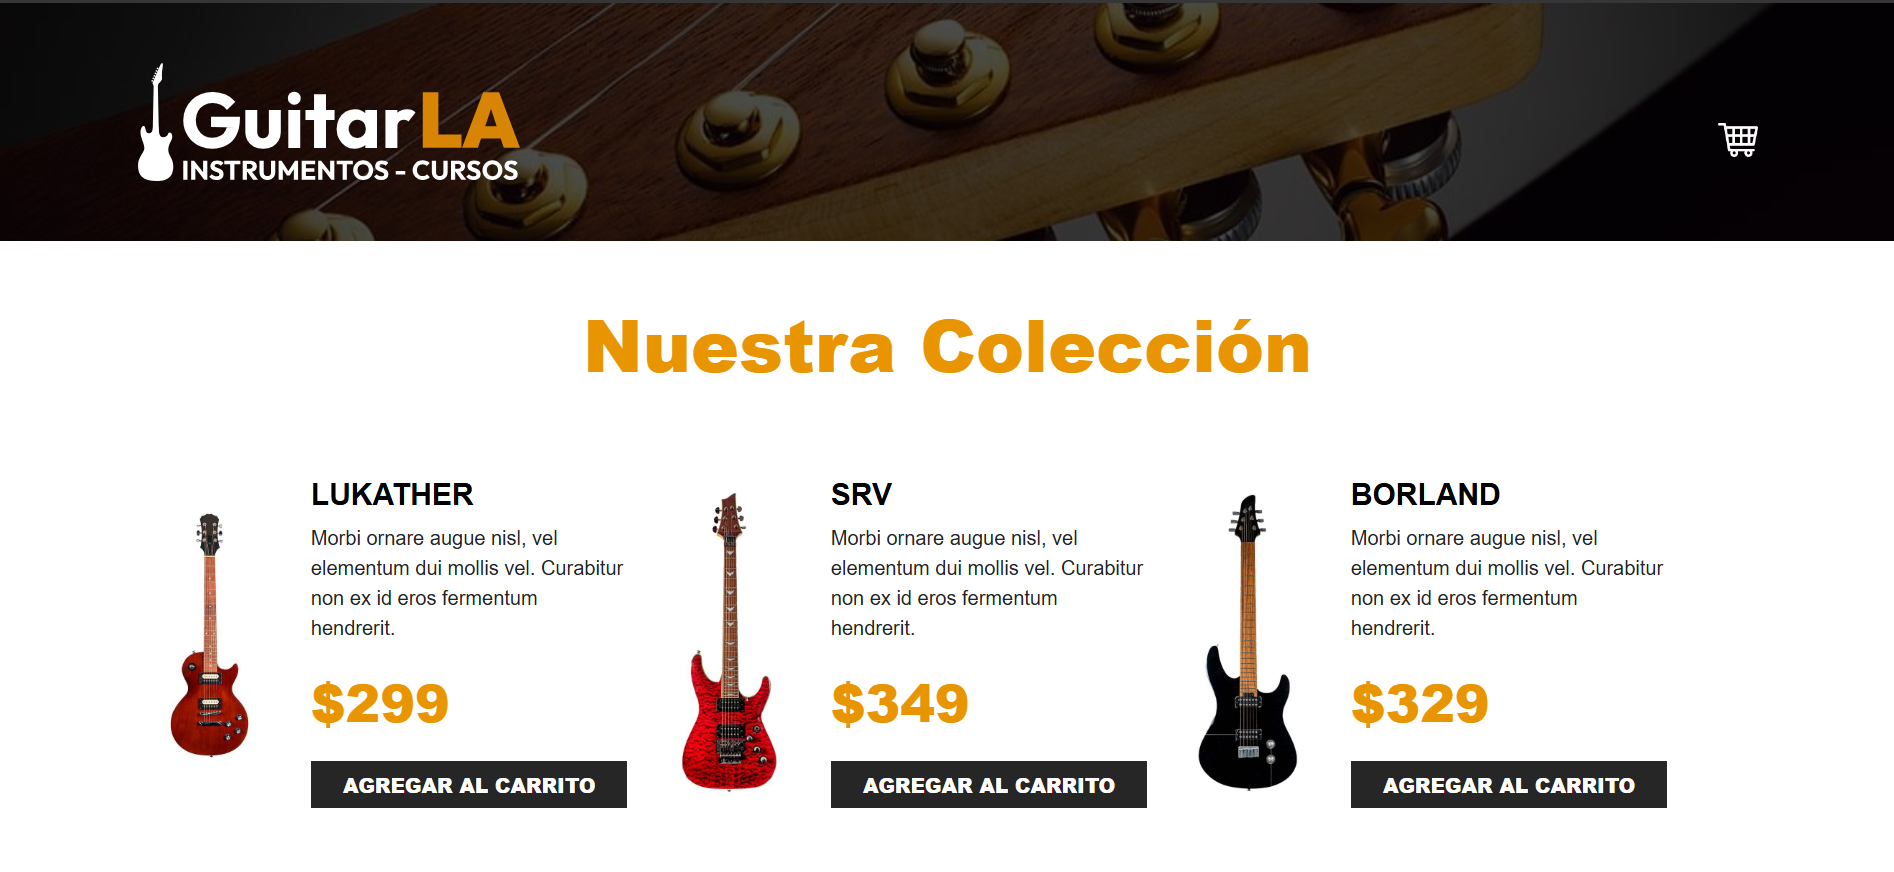 GuitarLA
INSTRUMENTOS - CURSOS
Nuestra Colección
LUKATHER
Morbi ornare augue nisl, vel
elementum dui mollis vel. Curabitur
non ex id eros fermentum
hendrerit.
$299
AGREGAR AL CARRITO
SRV
Morbi ornare augue nisl, vel
elementum dui mollis vel. Curabitur
non ex id eros fermentum
hendrerit.
$349
AGREGAR AL CARRITO
BORLAND
Morbi ornare augue nisl, vel
elementum dui mollis vel. Curabitur
non ex id eros fermentum
hendrerit.
$329
AGREGAR AL CARRITO